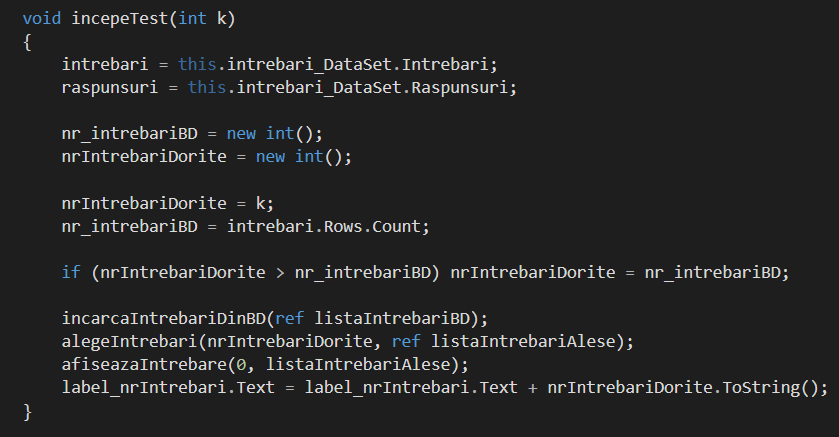 void incepeTest(int k)
{
intrebari = this.intrebari_DataSet.Intrebari;
raspunsuri = this.intrebari_DataSet.Raspunsuri;
nr_intrebariBD = new int();
nrIntrebariDorite = new int();
nrIntrebariDorite = k;
nr_intrebariBD = intrebari.Rows.Count;
if (nrIntrebariDorite > nr_intrebariBD) nrIntrebariDorite = nr_intrebariBD;
incarcaIntrebariDinBD(ref listaIntrebariBD);
alegeIntrebari(nrIntrebariDorite, ref listaIntrebariAlese);
afiseazaIntrebare(0, listaIntrebariAlese);
label_nrIntrebari.Text = label_nrIntrebari.Text + nrIntrebariDorite.ToString();
}